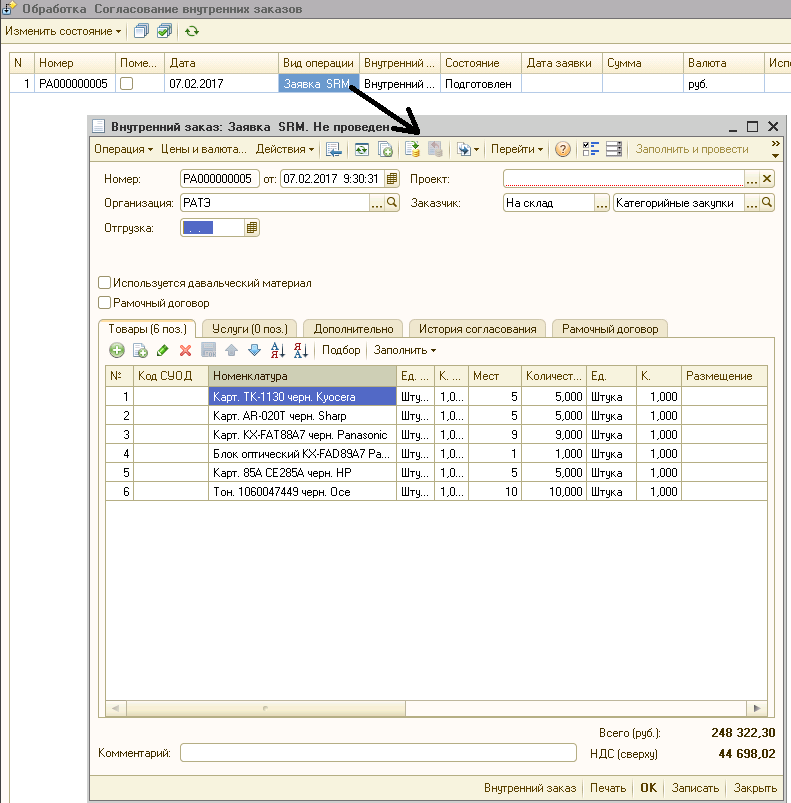 Обработка  Согласование внутренних заказов
Изменить состояние
N Номер Поме... Дата Вид операции Внутренний ... Состояние Дата заявки Сумма Валюта Испо
1 РА000000005 07.02.2017 Заявка  SRM Внутренний ... Подготовлен руб.
Внутренний заказ: Заявка  SRM. Не проведен
Операция Цены и валюта... Действия Перейти ? Заполнить и провести »
Номер: РА000000005 от: 07.02.2017  9:30:31 Проект: ... ×
Организация: РАТЭ ... Заказчик: На склад ... Категорийные закупки ...
Отгрузка: . .
Используется давальческий материал
Рамочный договор
Товары (6 поз.) Услуги (0 поз.) Дополнительно История согласования Рамочный договор
Подбор Заполнить
№ Код СУОД Номенклатура Ед. ... К. ... Мест Количест... Ед. К. Размещение
1 Карт. TK-1130 черн. Kyocera Шту... 1,0... 5 5,000 Штука 1,000
2 Карт. AR-020T черн. Sharp Шту... 1,0... 5 5,000 Штука 1,000
3 Карт. KX-FAT88A7 черн. Panasonic Шту... 1,0... 9 9,000 Штука 1,000
4 Блок оптический KX-FAD89A7 Pa... Шту... 1,0... 1 1,000 Штука 1,000
5 Карт. 85A CE285A черн. HP Шту... 1,0... 5 5,000 Штука 1,000
6 Тон. 1060047449 черн. Oce Шту... 1,0... 10 10,000 Штука 1,000
Всего (руб.): 248 322,30
Комментарий: НДС (сверху) 44 698,02
Внутренний заказ Печать OK Записать Закрыть